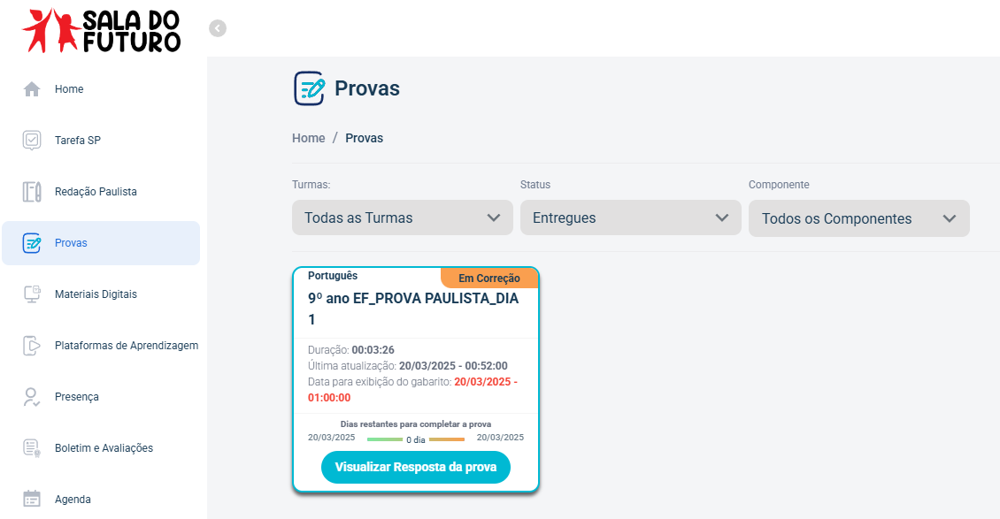 SALA DO
FUTURO
Home
Tarefa SP
Redação Paulista
Provas
Materiais Digitais
Plataformas de Aprendizagem
Presença
Boletim e Avaliações
Agenda
Provas
Home / Provas
Turmas:
Todas as Turmas
Status
Entregues
Componente
Todos os Componentes
Português
Em Correção
9º ano EF_PROVA PAULISTA_DIA
1
Duração: 00:03:26
Última atualização: 20/03/2025 - 00:52:00
Data para exibição do gabarito: 20/03/2025 -
01:00:00
Dias restantes para completar a prova
20/03/2025 0 dia 20/03/2025
Visualizar Resposta da prova